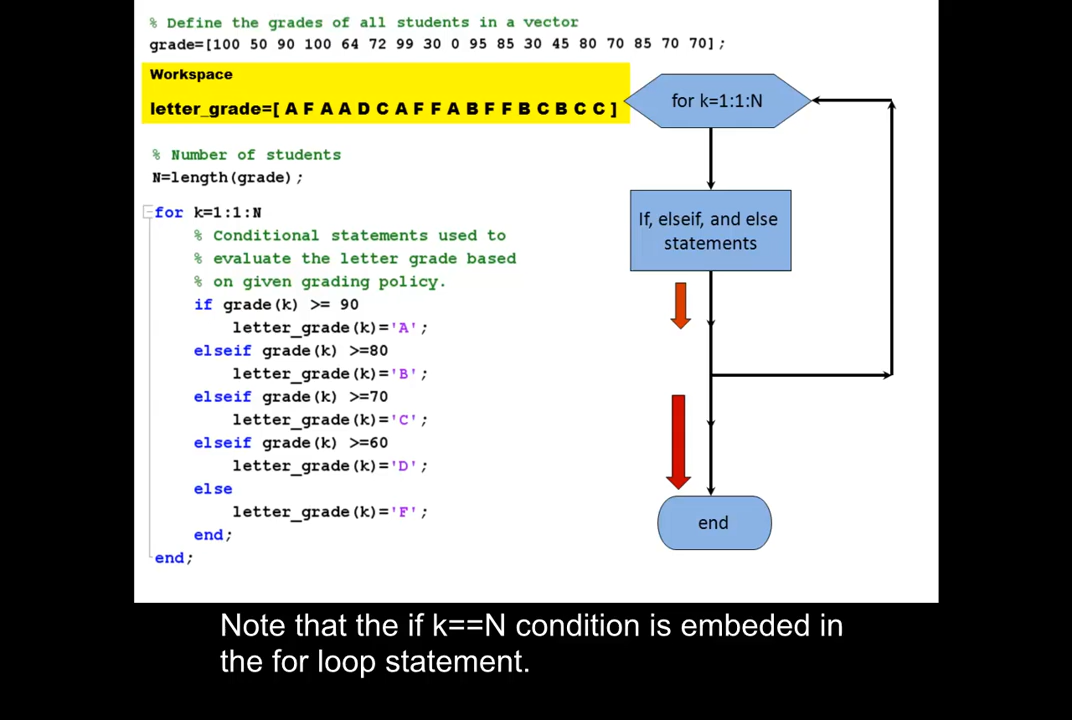 % Define the grades of all students in a vector
grade=[100 50 90 100 64 72 99 30 0 95 85 30 45 80 70 85 70 70];
Workspace
letter_grade=[ A F A A D C A F F A B F F B C B C C ]
% Number of students
N=length(grade);
for k=1:1:N
% Conditional statements used to
% evaluate the letter grade based
% on given grading policy.
if grade(k) >= 90
letter_grade(k)='A';
elseif grade(k) >=80
letter_grade(k)='B';
elseif grade(k) >=70
letter_grade(k)='C';
elseif grade(k) >=60
letter_grade(k)='D';
else
letter_grade(k)='F';
end;
end;
for k=1:1:N
If, elseif, and else
statements
end
Note that the if k==N condition is embeded in
the for loop statement.